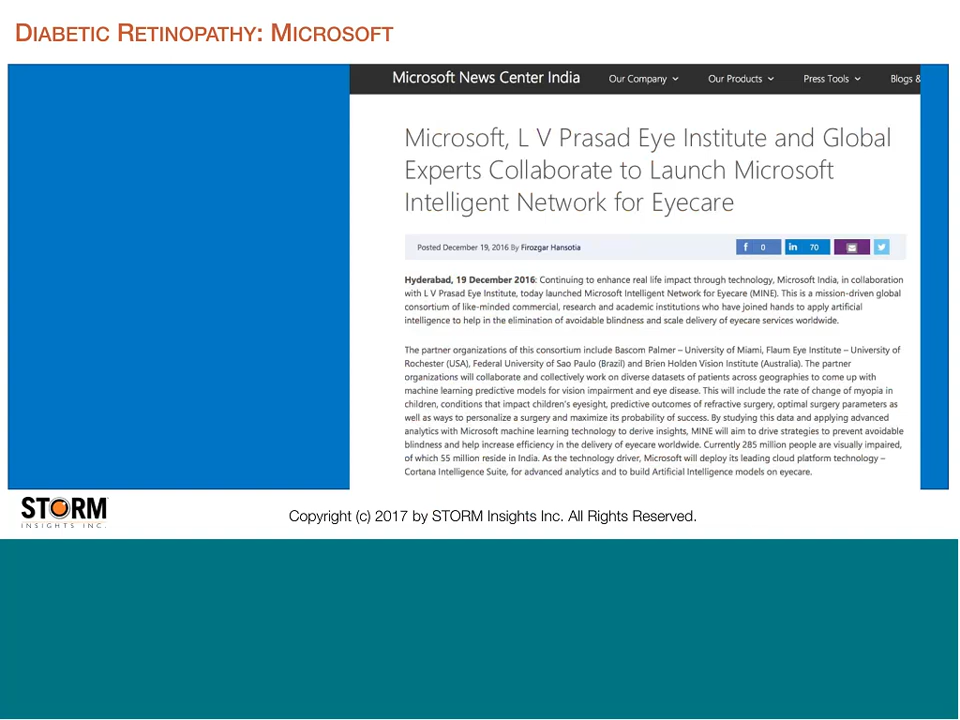 DIABETIC RETINOPATHY: MICROSOFT
Microsoft News Center India Our Company Our Products Press Tools Blogs &
Microsoft, L V Prasad Eye Institute and Global
Experts Collaborate to Launch Microsoft
Intelligent Network for Eyecare
Posted December 19, 2016 By Firozgar Hansotia f 0 in 70
Hyderabad, 19 December 2016: Continuing to enhance real life impact through technology, Microsoft India, in collaboration
with L V Prasad Eye Institute, today launched Microsoft Intelligent Network for Eyecare (MINE). This is a mission-driven global
consortium of like-minded commercial, research and academic institutions who have joined hands to apply artificial
intelligence to help in the elimination of avoidable blindness and scale delivery of eyecare services worldwide.
The partner organizations of this consortium include Bascom Palmer – University of Miami, Flaum Eye Institute – University of
Rochester (USA), Federal University of Sao Paulo (Brazil) and Brien Holden Vision Institute (Australia). The partner
organizations will collaborate and collectively work on diverse datasets of patients across geographies to come up with
machine learning predictive models for vision impairment and eye disease. This will include the rate of change of myopia in
children, conditions that impact children's eyesight, predictive outcomes of refractive surgery, optimal surgery parameters as
well as ways to personalize a surgery and maximize its probability of success. By studying this data and applying advanced
analytics with Microsoft machine learning technology to derive insights, MINE will aim to drive strategies to prevent avoidable
blindness and help increase efficiency in the delivery of eyecare worldwide. Currently 285 million people are visually impaired,
of which 55 million reside in India. As the technology driver, Microsoft will deploy its leading cloud platform technology –
Cortana Intelligence Suite, for advanced analytics and to build Artificial Intelligence models on eyecare.
STORM
INSIGHTS INC.
Copyright (c) 2017 by STORM Insights Inc. All Rights Reserved.